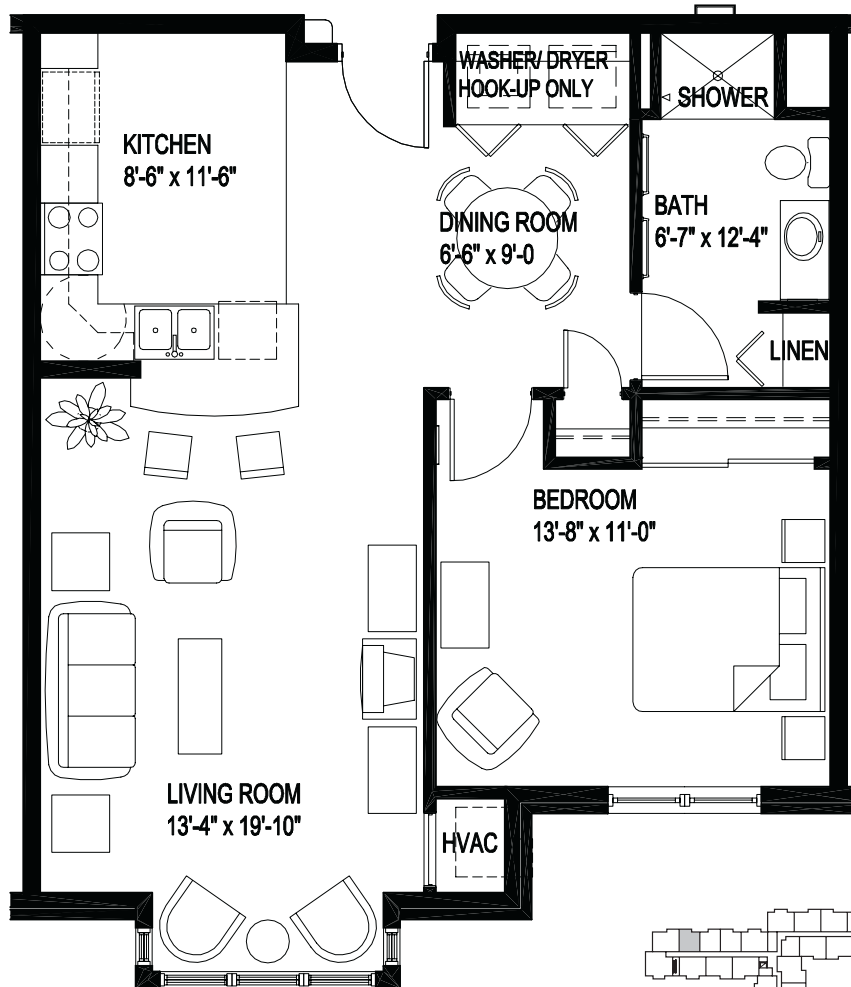 WASHER/ DRYER
HOOK-UP ONLY
SHOWER
KITCHEN
8'-6" x 11'-6"
DINING ROOM
6'-6" x 9'-0
BATH
6'-7" x 12'-4"
LINEN
BEDROOM
13'-8" x 11'-0"
LIVING ROOM
13'-4" x 19'-10"
HVAC